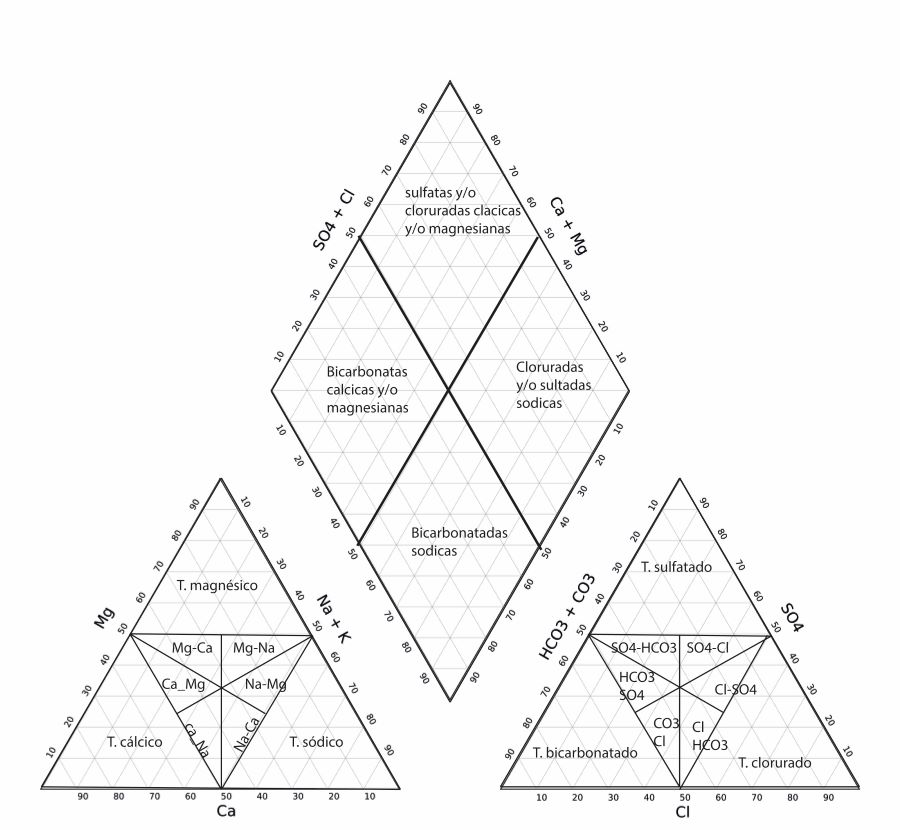 90
90
80
80
70
70
60
60
50
50
40
40
30
30
20
20
10
10
SO4 + Cl
Ca + Mg
sulfatas y/o
cloruradas clacicas
y/o magnesianas
Bicarbonatas
calcicas y/o
magnesianas
Cloruradas
y/o sultadas
sodicas
Bicarbonatadas
sodicas
10
10
20
20
30
30
40
40
50
50
60
60
70
70
80
80
90
90
90
10
80
20
70
30
60
40
50
50
40
60
30
70
20
80
10
90
Mg
Na + K
T. magnésico
Mg-Ca
Mg-Na
Ca_Mg
Na-Mg
ca_Na
Na-Ca
T. cálcico
T. sódico
90
80
70
60
50
40
30
20
10
Ca
10
90
20
80
30
70
40
60
50
50
60
40
70
30
80
20
90
10
HCO3 + CO3
SO4
T. sulfatado
SO4-HCO3
SO4-Cl
HCO3
SO4
Cl-SO4
CO3
Cl
Cl
HCO3
T. bicarbonatado
T. clorurado
10
20
30
40
50
60
70
80
90
Cl